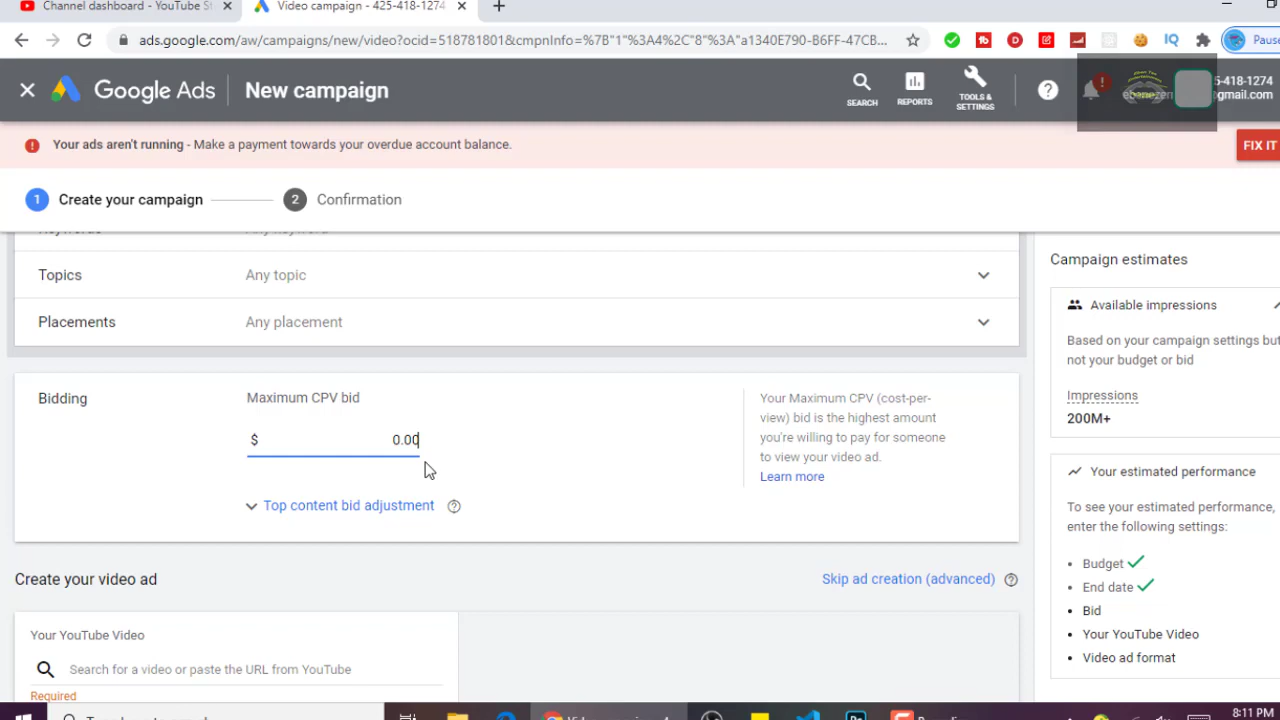 Channel dashboard - YouTube St
Video campaign - 425-418-1274
ads.google.com/aw/campaigns/new/video?ocid=518781801&cmpnInfo=%7B"1"%3A4%2C"8"%3A"a1340E790-B6FF-47CB...
IQ
Pause
Google Ads
New campaign
SEARCH
REPORTS
TOOLS &
SETTINGS
5-418-1274
gmail.com
Your ads aren't running - Make a payment towards your overdue account balance.
FIX IT
1 Create your campaign
2 Confirmation
Keywords Any keyword
Topics Any topic
Placements Any placement
Bidding
Maximum CPV bid
$ 0.00
Top content bid adjustment
Your Maximum CPV (cost-per-
view) bid is the highest amount
you're willing to pay for someone
to view your video ad.
Learn more
Create your video ad
Skip ad creation (advanced)
Your YouTube Video
Search for a video or paste the URL from YouTube
Required
Campaign estimates
Available impressions
Based on your campaign settings but
not your budget or bid
Impressions
200M+
Your estimated performance
To see your estimated performance,
enter the following settings:
• Budget
• End date
• Bid
• Your YouTube Video
• Video ad format
8:11 PM